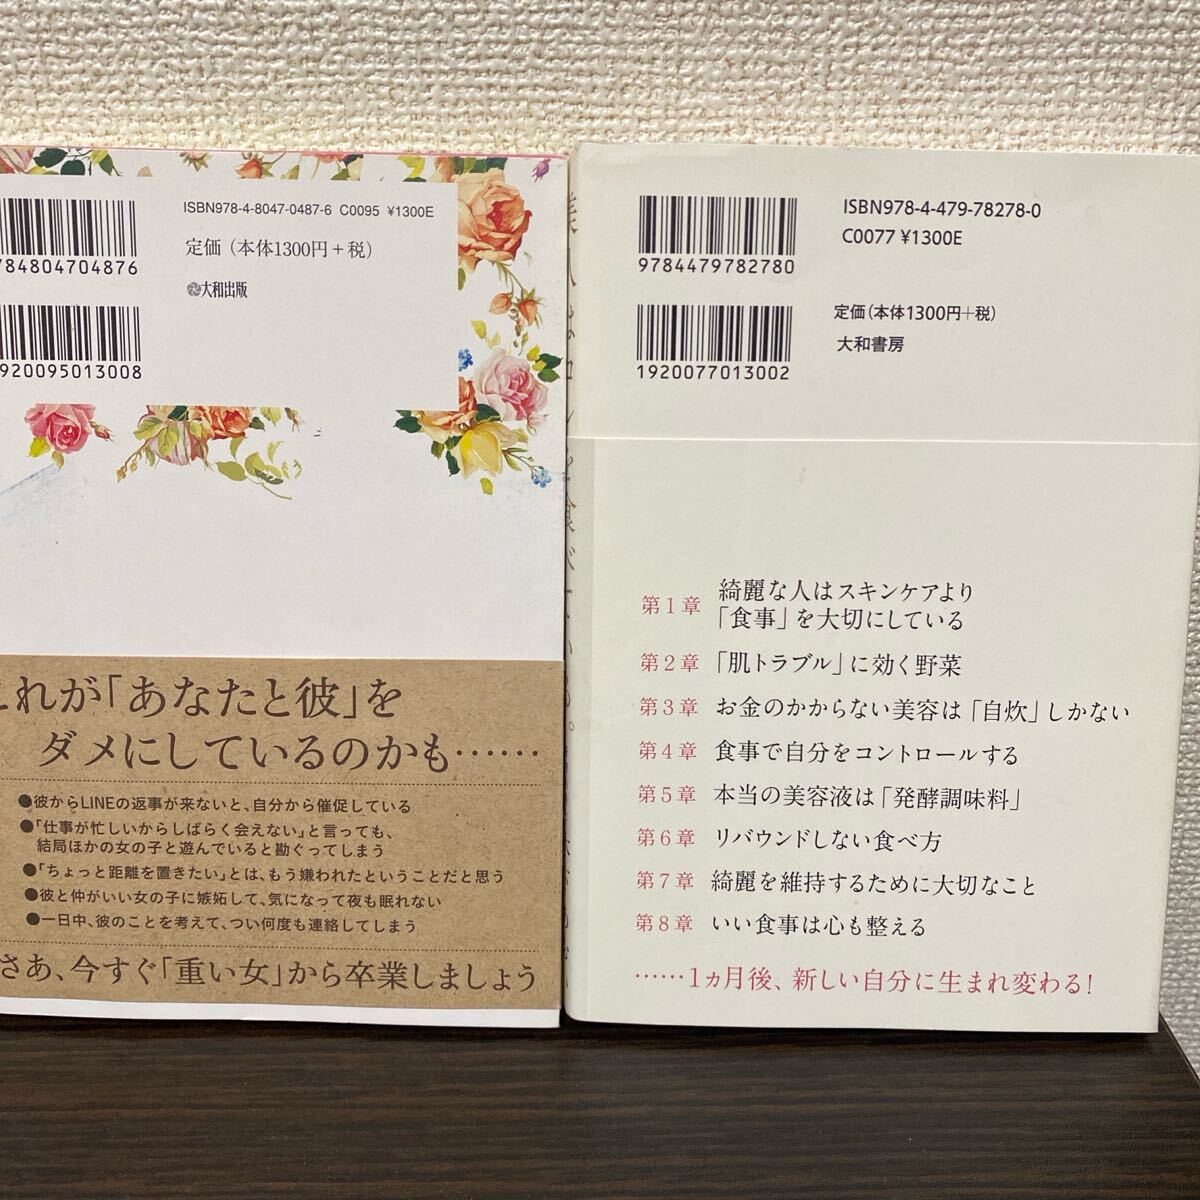 ISBN978-4-8047-0487-6 C0095 ¥1300E
784804704876
定価(本体1300円+税)
大和出版
920095013008
これが「あなたと彼」を
ダメにしているのかも……
●彼からLINEの返事が来ないと、自分から催促している
●「仕事が忙しいからしばらく会えない」と言っても、
結局ほかの女の子と遊んでいると勘ぐってしまう
●「ちょっと距離を置きたい」とは、もう嫌われたということだと思う
●彼と仲がいい女の子に嫉妬して、気になって夜も眠れない
●一日中、彼のことを考えて、つい何度も連絡してしまう
さあ、今すぐ「重い女」から卒業しましょう
ISBN978-4-479-78278-0
C0077 ¥1300E
9784479782780
定価(本体1300円+税)
大和書房
1920077013002
第1章 綺麗な人はスキンケアより
「食事」を大切にしている
第2章 「肌トラブル」に効く野菜
第3章 お金のかからない美容は「自炊」しかない
第4章 食事で自分をコントロールする
第5章 本当の美容液は「発酵調味料」
第6章 リバウンドしない食べ方
第7章 綺麗を維持するために大切なこと
第8章 いい食事は心も整える
……1ヵ月後、新しい自分に生まれ変わる!